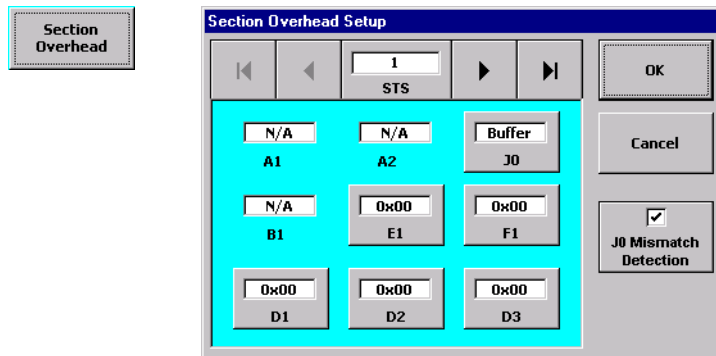 Section
Overhead
Section Overhead Setup
1
STS
OK
N/A
N/A
Buffer
A1
A2
J0
Cancel
N/A
0x00
0x00
B1
E1
F1
J0 Mismatch
Detection
0x00
0x00
0x00
D1
D2
D3